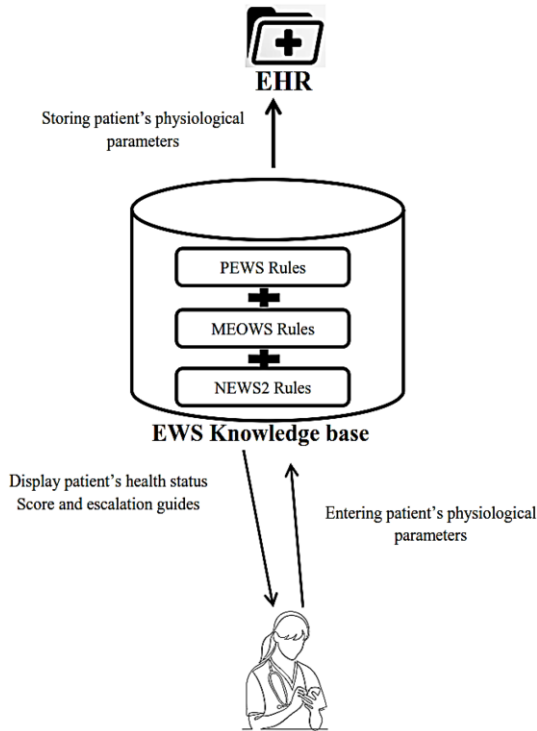 EHR
Storing patient's physiological
parameters
PEWS Rules
MEOWS Rules
NEWS2 Rules
EWS Knowledge base
Display patient's health status
Score and escalation guides
Entering patient's physiological
parameters